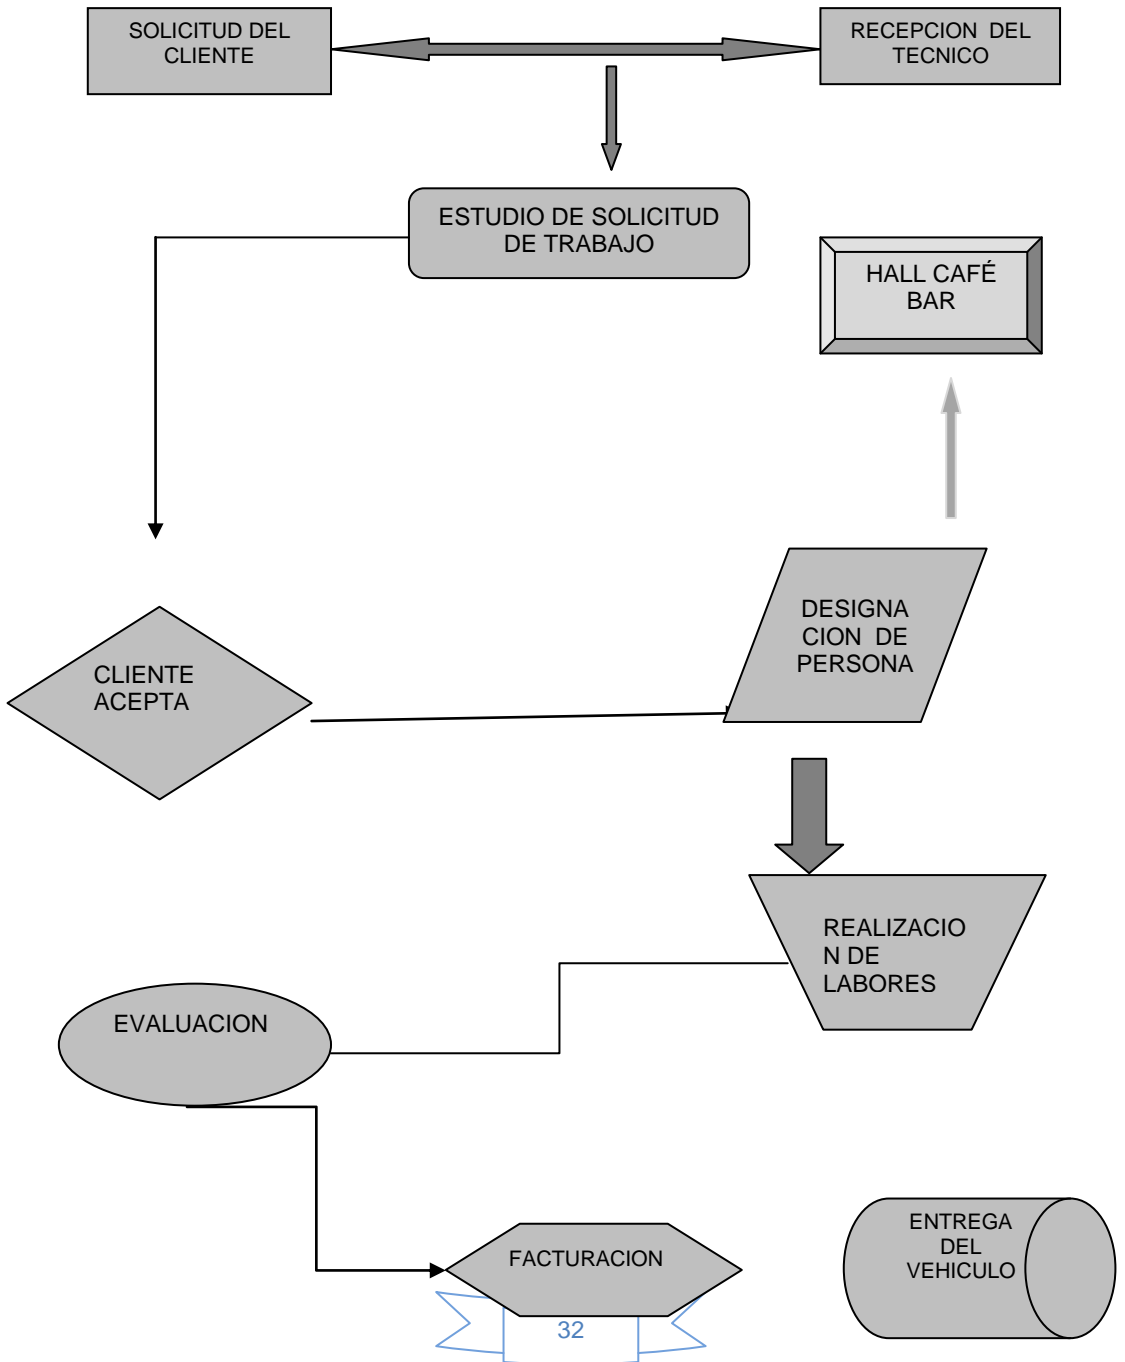 SOLICITUD DEL
CLIENTE
RECEPCION DEL
TECNICO
ESTUDIO DE SOLICITUD
DE TRABAJO
HALL CAFÉ
BAR
DESIGNA
CION DE
PERSONA
CLIENTE
ACEPTA
REALIZACIO
N DE
LABORES
EVALUACION
FACTURACION
ENTREGA
DEL
VEHICULO
32